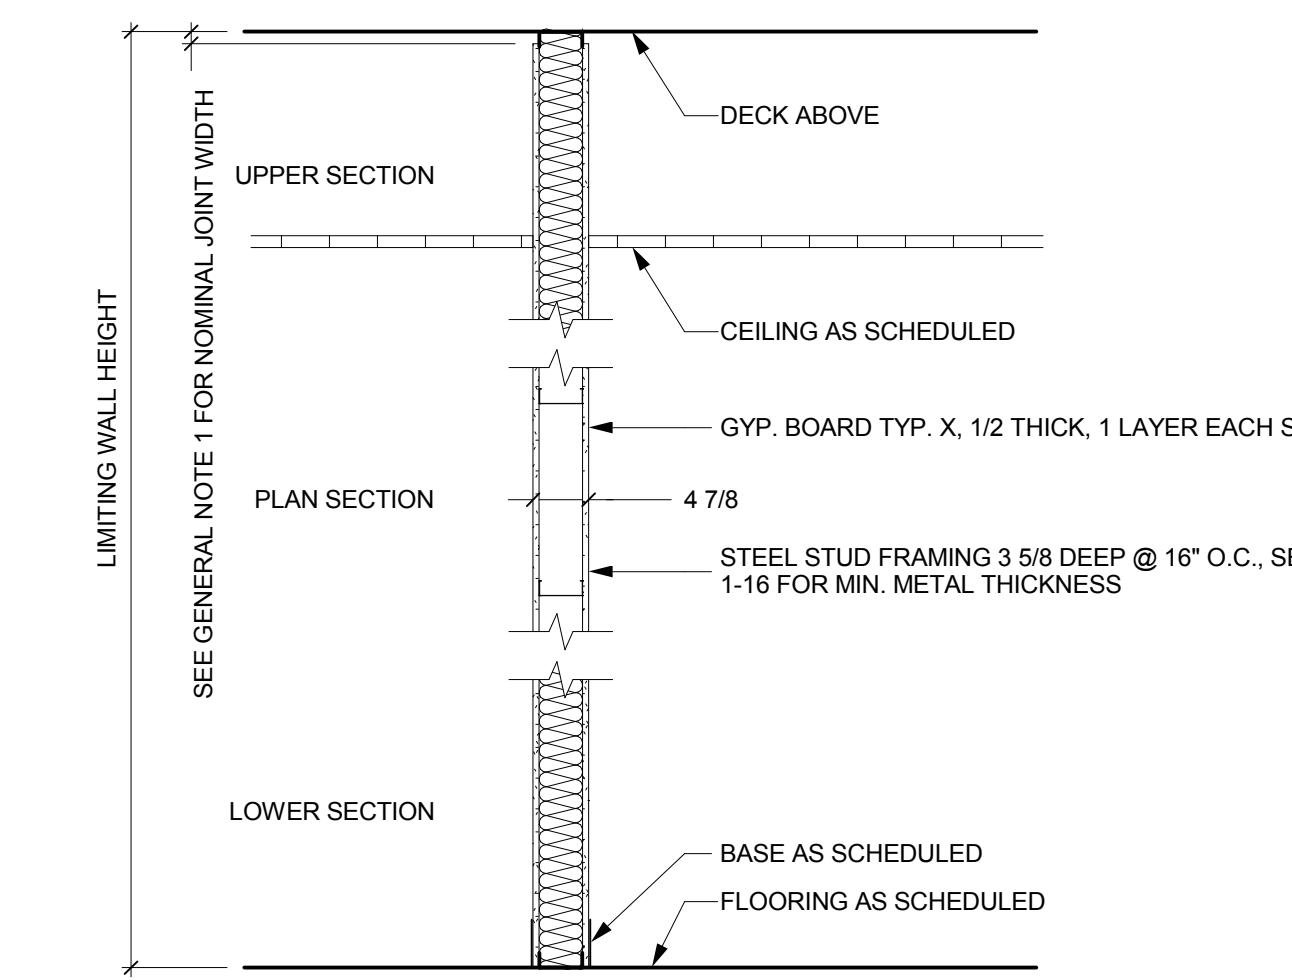 DECK ABOVE
UPPER SECTION
CEILING AS SCHEDULED
LIMITING WALL HEIGHT
SEE GENERAL NOTE 1 FOR NOMINAL JOINT WIDTH
GYP. BOARD TYP. X, 1/2 THICK, 1 LAYER EACH
PLAN SECTION
4 7/8
STEEL STUD FRAMING 3 5/8 DEEP @ 16" O.C.,
1-16 FOR MIN. METAL THICKNESS
LOWER SECTION
BASE AS SCHEDULED
FLOORING AS SCHEDULED